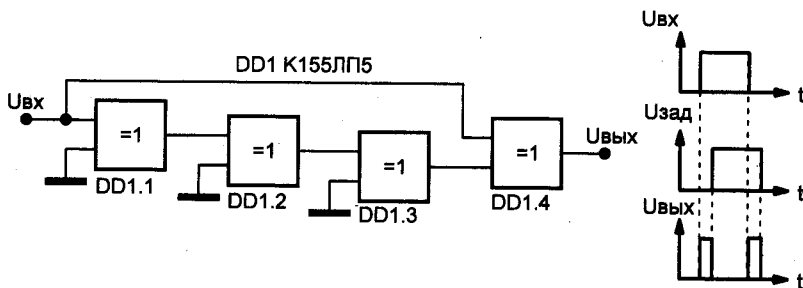 DD1 К155ЛП5
Uвх
=1
DD1.1
=1
DD1.2
=1
DD1.3
=1
DD1.4
Uвых
Uвх
t
Uзад
t
Uвых
t